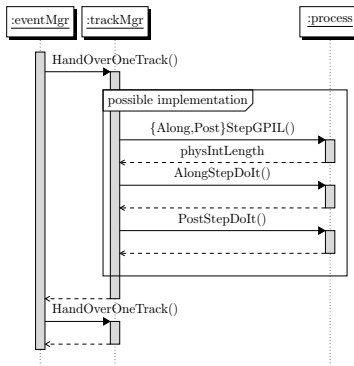 :eventMgr :trackMgr :process
HandOverOneTrack()
possible implementation
{Along,Post}StepGPIL()
physIntLength
AlongStepDoIt()
PostStepDoIt()
HandOverOneTrack()